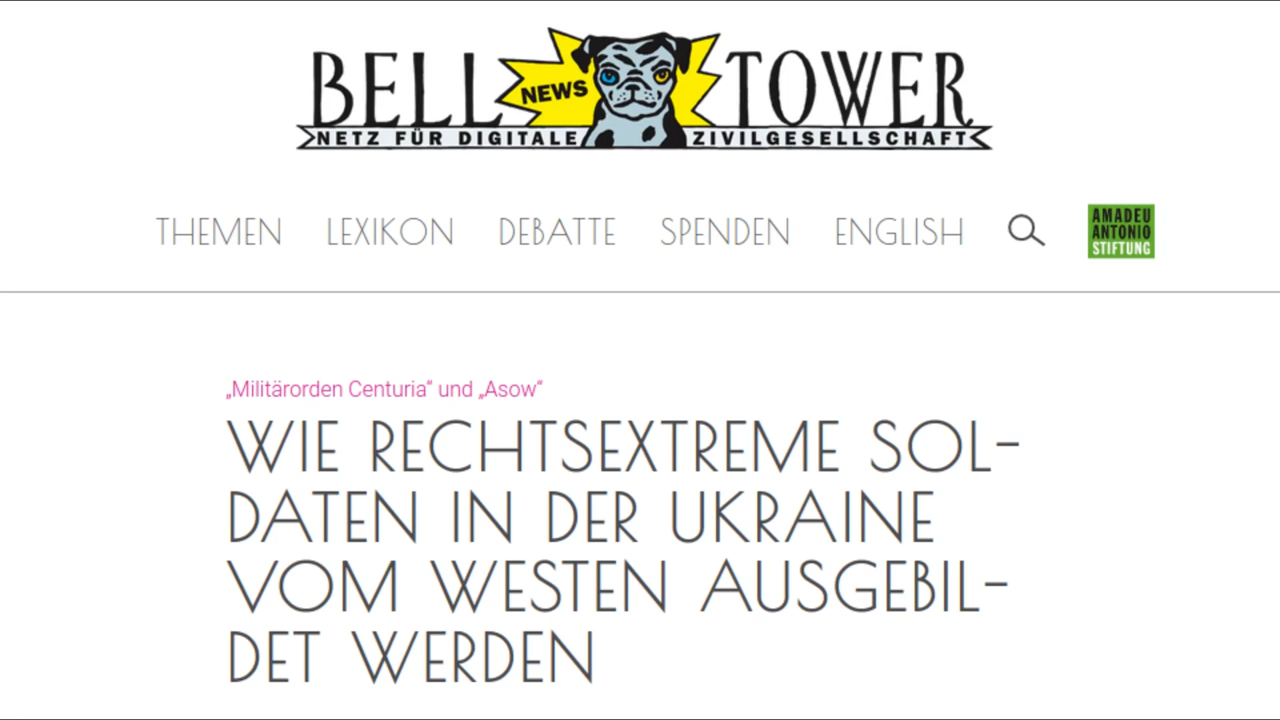 BELL NEWS TOWER
NETZ FÜR DIGITALE ZIVILGESELLSCHAFT
THEMEN LEXIKON DEBATTE SPENDEN ENGLISH
AMADEU
ANTONIO
STIFTUNG
„Militärorden Centuria“ und „Asow“
WIE RECHTSEXTREME SOL-
DATEN IN DER UKRAINE
VOM WESTEN AUSGEBIL-
DET WERDEN